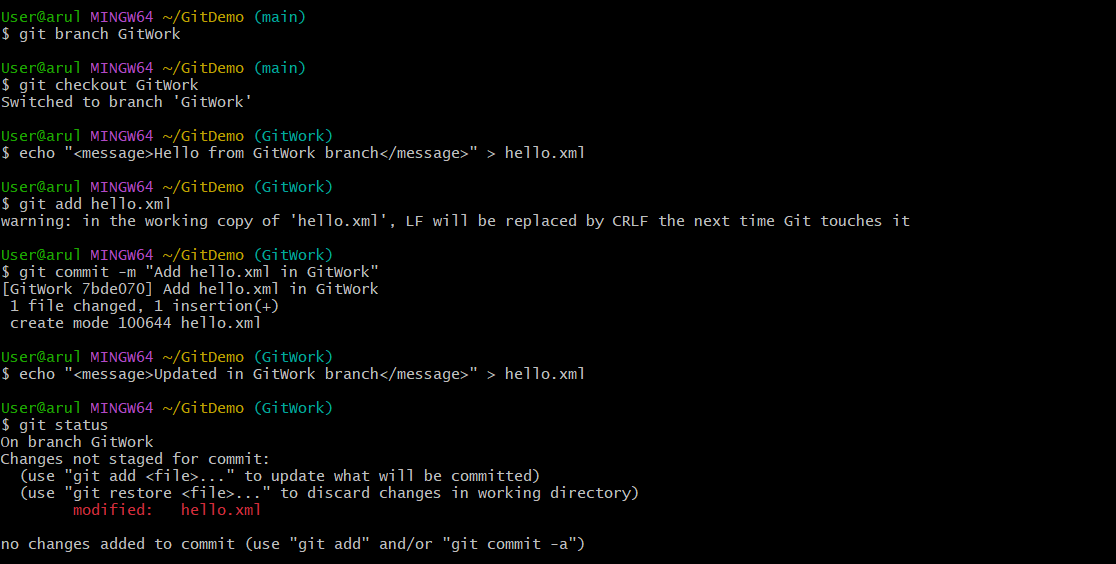 User@arul MINGW64 ~/GitDemo (main)
$ git branch GitWork
User@arul MINGW64 ~/GitDemo (main)
$ git checkout GitWork
Switched to branch 'GitWork'
User@arul MINGW64 ~/GitDemo (GitWork)
$ echo "<message>Hello from GitWork branch</message>" > hello.xml
User@arul MINGW64 ~/GitDemo (GitWork)
$ git add hello.xml
warning: in the working copy of 'hello.xml', LF will be replaced by CRLF the next time Git touches it
User@arul MINGW64 ~/GitDemo (GitWork)
$ git commit -m "Add hello.xml in GitWork"
[GitWork 7bde070] Add hello.xml in GitWork
 1 file changed, 1 insertion(+)
 create mode 100644 hello.xml
User@arul MINGW64 ~/GitDemo (GitWork)
$ echo "<message>Updated in GitWork branch</message>" > hello.xml
User@arul MINGW64 ~/GitDemo (GitWork)
$ git status
On branch GitWork
Changes not staged for commit:
  (use "git add <file>..." to update what will be committed)
  (use "git restore <file>..." to discard changes in working directory)
        modified:   hello.xml
no changes added to commit (use "git add" and/or "git commit -a")